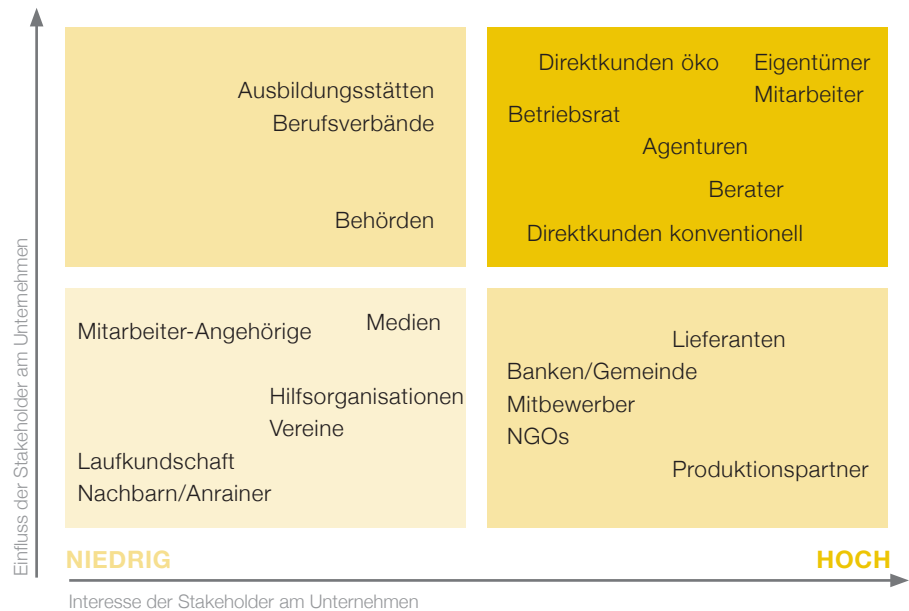 Einfluss der Stakeholder am Unternehmen
Ausbildungsstätten
Berufsverbände
Behörden
Direktkunden öko
Eigentümer
Mitarbeiter
Betriebsrat
Agenturen
Berater
Direktkunden konventionell
Mitarbeiter-Angehörige
Medien
Hilfsorganisationen
Vereine
Laufkundschaft
Nachbarn/Anrainer
Lieferanten
Banken/Gemeinde
Mitbewerber
NGOs
Produktionspartner
NIEDRIG
HOCH
Interesse der Stakeholder am Unternehmen